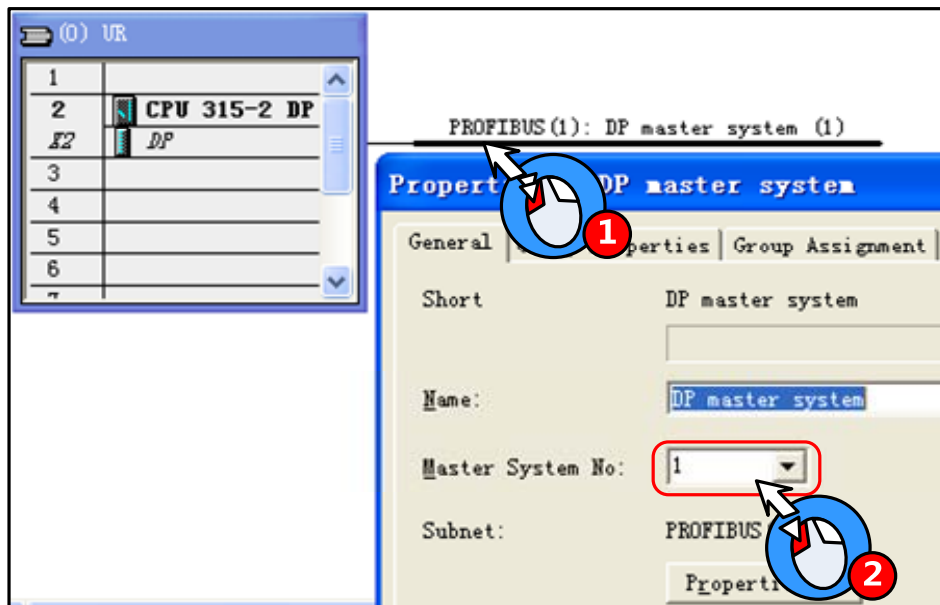 (0) UR
1
2 CPU 315-2 DP
X2 DP
3
4
5
6
PROFIBUS(1): DP master system (1)
DP master system
1
General perties Group Assignment
Short DP master system
Name: DP master system
Master System No: 1
Subnet: PROFIBUS
2